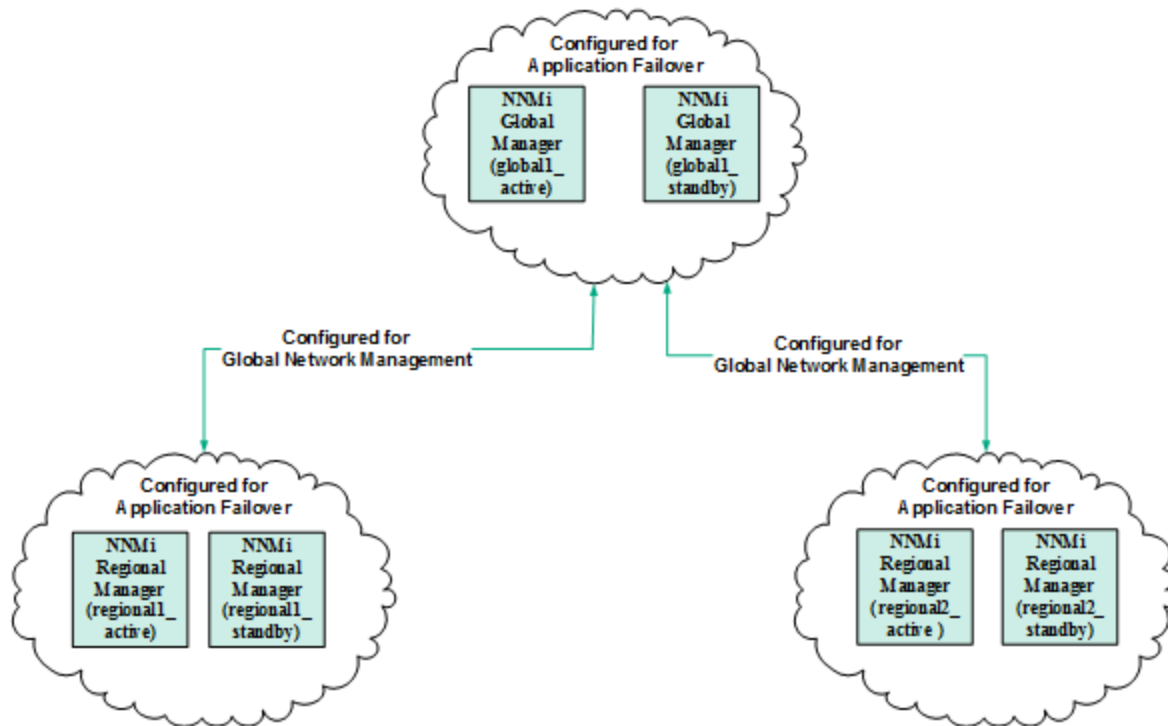 Configured for
Application Failover
NNMi
Global
Manager
(global1_
active)
NNMi
Global
Manager
(global1_
standby)
Configured for
Global Network Management
Configured for
Global Network Management
Configured for
Application Failover
NNMi
Regional
Manager
(regional1_
active)
NNMi
Regional
Manager
(regional1_
standby)
Configured for
Application Failover
NNMi
Regional
Manager
(regional2_
active )
NNMi
Regional
Manager
(regional2_
standby)